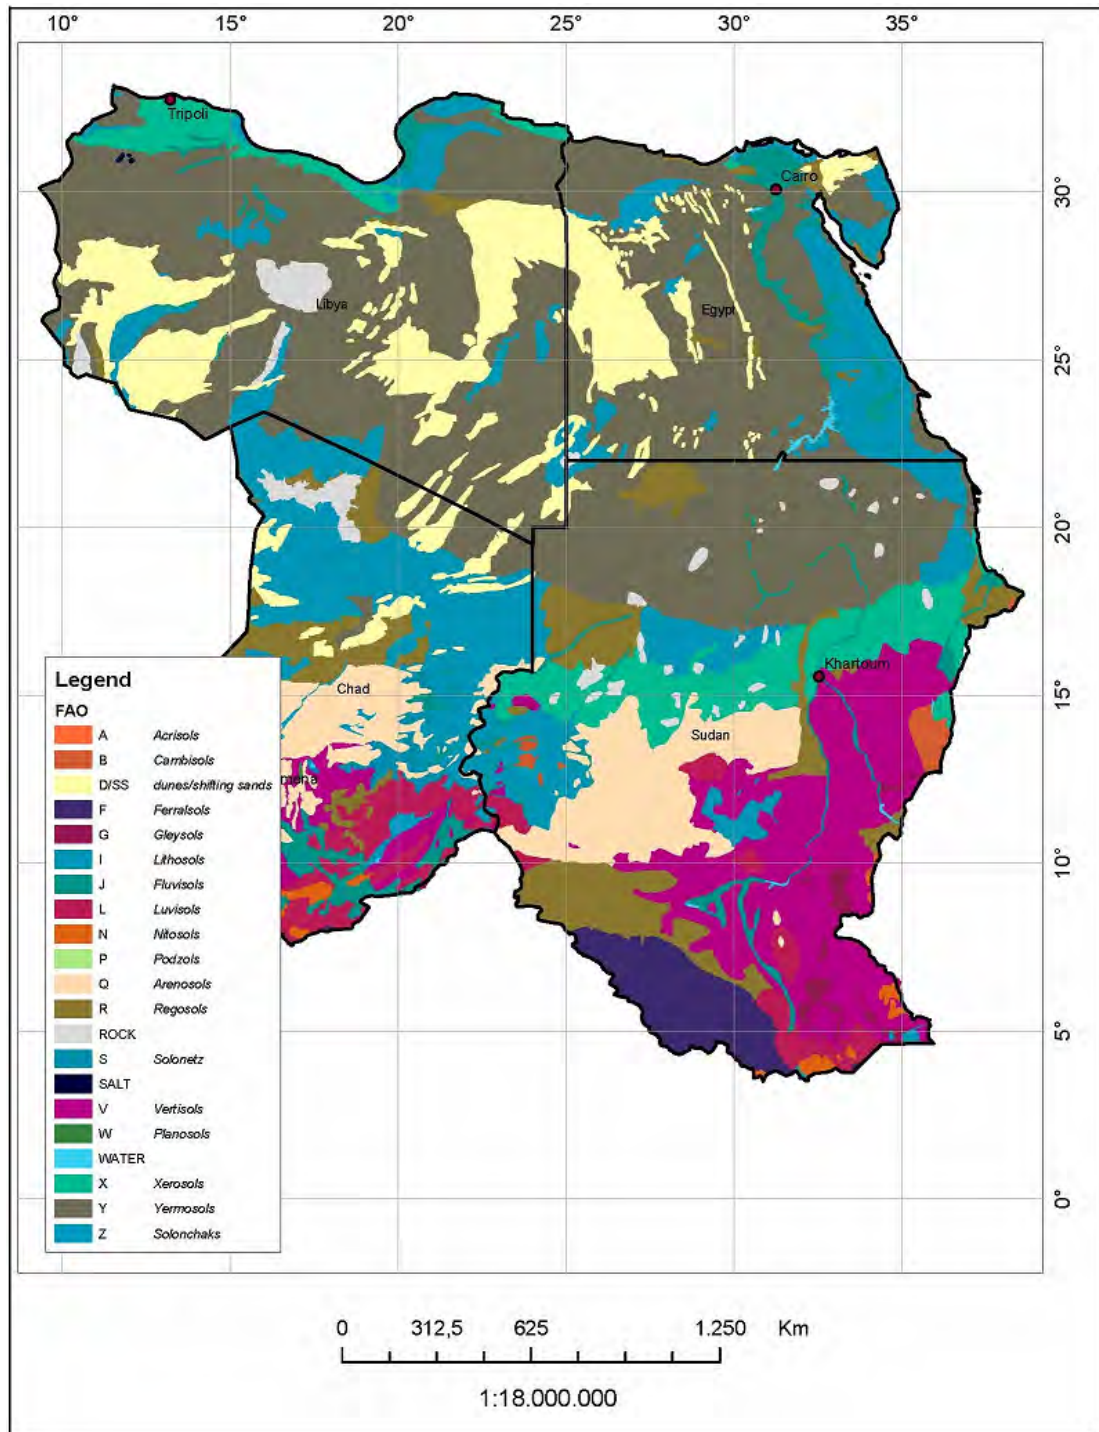 10° 15° 20° 25° 30° 35°
Tripoli
Cairo
30°
Libya
Egypt
25°
20°
Khartoum
15°
Chad
Sudan
mena
10°
5°
0°
Legend
FAO
A Acrisols
B Cambisols
D/SS dunes/shifting sands
F Ferralsols
G Gleysols
I Lithosols
J Fluvisols
L Luvisols
N Nitosols
P Podzols
Q Arenosols
R Regosols
ROCK
S Solonetz
SALT
V Vertisols
W Planosols
WATER
X Xerosols
Y Yermosols
Z Solonchaks
0 312,5 625 1.250 Km
1:18.000.000